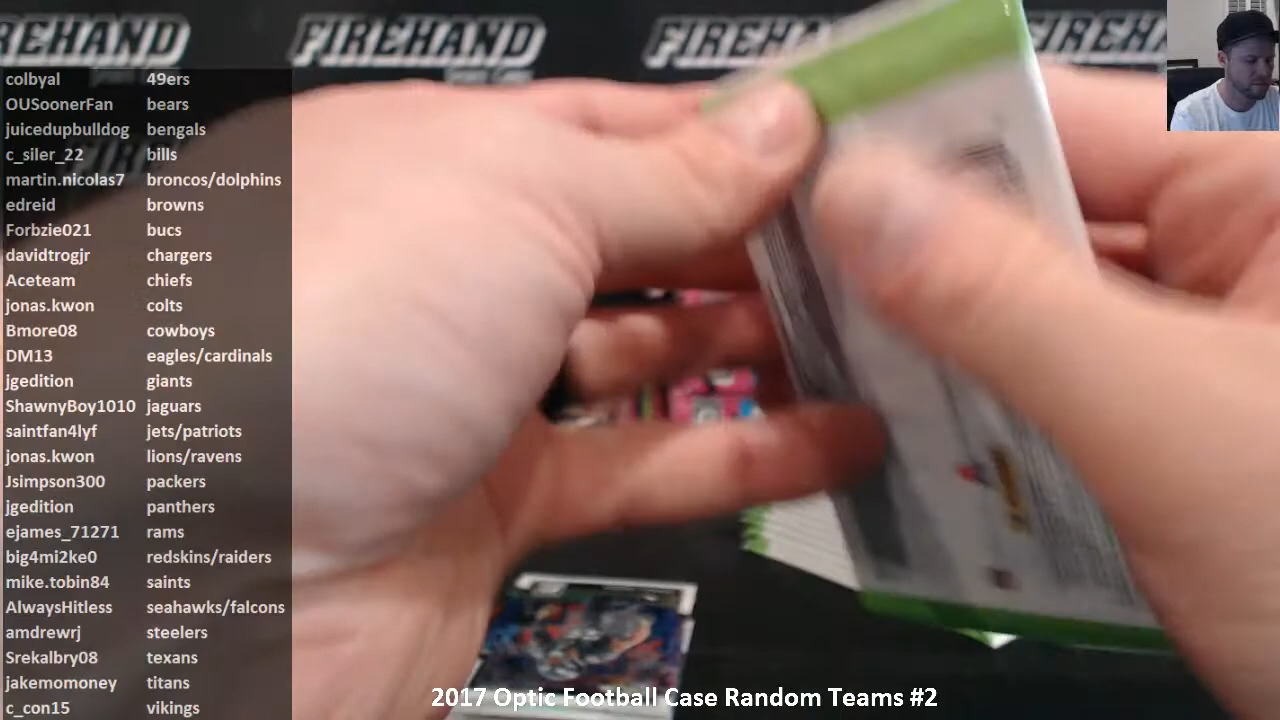 FIREHAND FIREHAND FIREHAND FIREHAND
colbyal 49ers
OUSoonerFan bears
juicedupbulldog bengals
c_siler_22 bills
martin.nicolas7 broncos/dolphins
edreid browns
Forbzie021 bucs
davidtrogjr chargers
Aceteam chiefs
jonas.kwon colts
Bmore08 cowboys
DM13 eagles/cardinals
jgedition giants
ShawnyBoy1010 jaguars
saintfan4lyf jets/patriots
jonas.kwon lions/ravens
Jsimpson300 packers
jgedition panthers
ejames_71271 rams
big4mi2ke0 redskins/raiders
mike.tobin84 saints
AlwaysHitless seahawks/falcons
amdrewrj steelers
Srekalbry08 texans
jakemomoney titans
c_con15 vikings
2017 Optic Football Case Random Teams #2